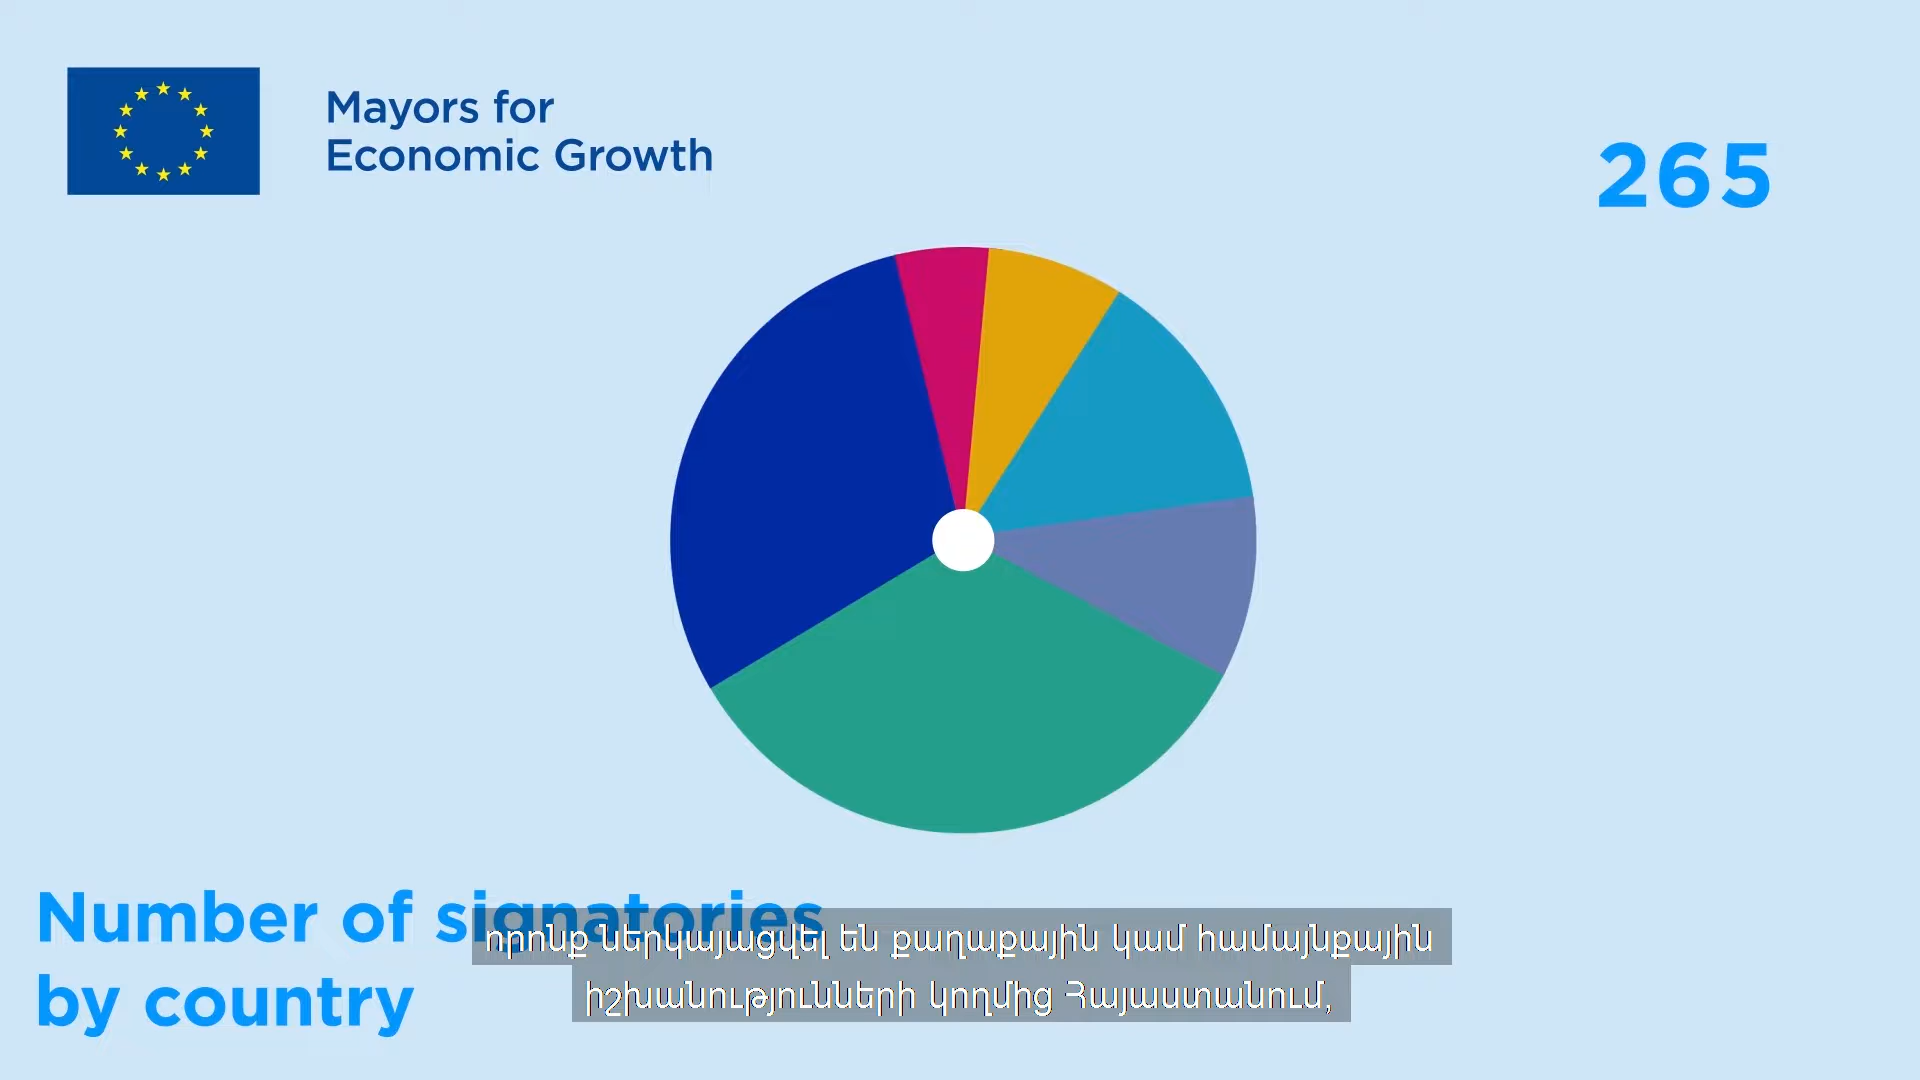 Mayors for
Economic Growth
265
Number of signatories
by country
որոնք ներկայացվել են քաղաքային կամ համայնքային
իշխանությունների կողմից Հայաստանում,